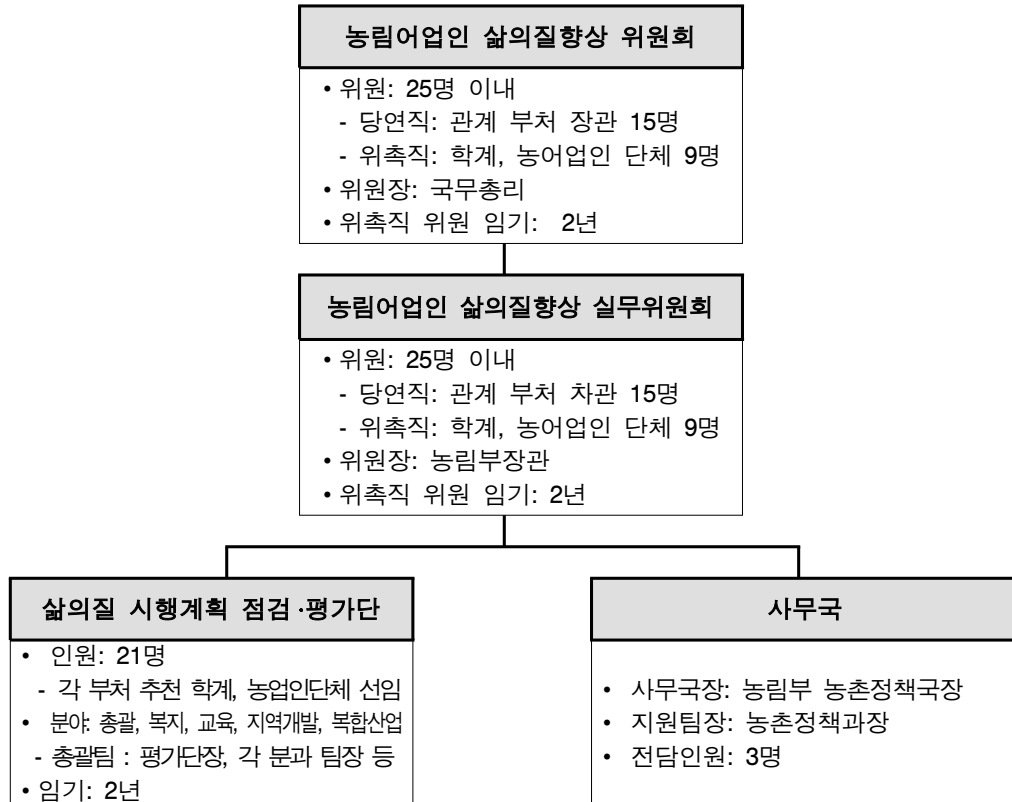 농림어업인 삶의질향상 위원회
• 위원: 25명 이내
- 당연직: 관계 부처 장관 15명
- 위촉직: 학계, 농어업인 단체 9명
• 위원장: 국무총리
• 위촉직 위원 임기: 2년
농림어업인 삶의질향상 실무위원회
• 위원: 25명 이내
- 당연직: 관계 부처 차관 15명
- 위촉직: 학계, 농어업인 단체 9명
• 위원장: 농림부장관
• 위촉직 위원 임기: 2년
삶의질 시행계획 점검·평가단
• 인원: 21명
- 각 부처 추천 학계, 농업인단체 선임
• 분야: 총괄, 복지, 교육, 지역개발, 복합산업
- 총괄팀 : 평가단장, 각 분과 팀장 등
• 임기: 2년
사무국
• 사무국장: 농림부 농촌정책국장
• 지원팀장: 농촌정책과장
• 전담인원: 3명